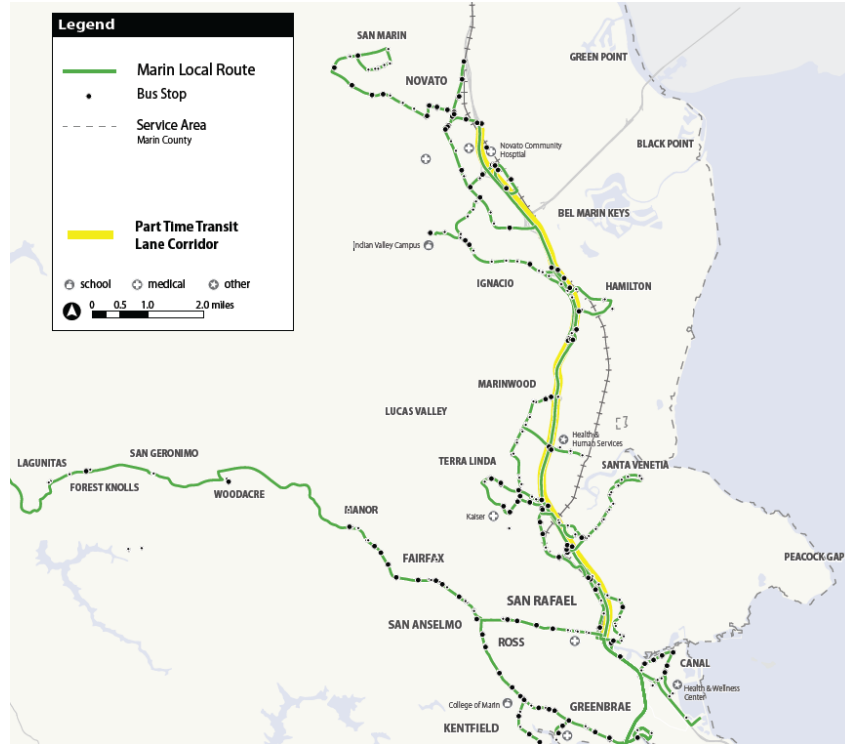 Legend
Marin Local Route
Bus Stop
Service Area
Marin County
Part Time Transit
Lane Corridor
school
medical
other
0 0.5 1.0 2.0 miles
SAN MARIN
GREEN POINT
NOVATO
Novato Community
Hosptial
BLACK POINT
BEL MARIN KEYS
Indian Valley Campus
IGNACIO
HAMILTON
MARINWOOD
LUCAS VALLEY
Health &
Human Services
TERRA LINDA
SANTA VENETIA
LAGUNITAS
SAN GERONIMO
FOREST KNOLLS
WOODACRE
Kaiser
MANOR
FAIRFAX
PEACOCK GAP
SAN RAFAEL
SAN ANSELMO
ROSS
CANAL
Health & Wellness
Center
College of Marin
GREENBRAE
KENTFIELD